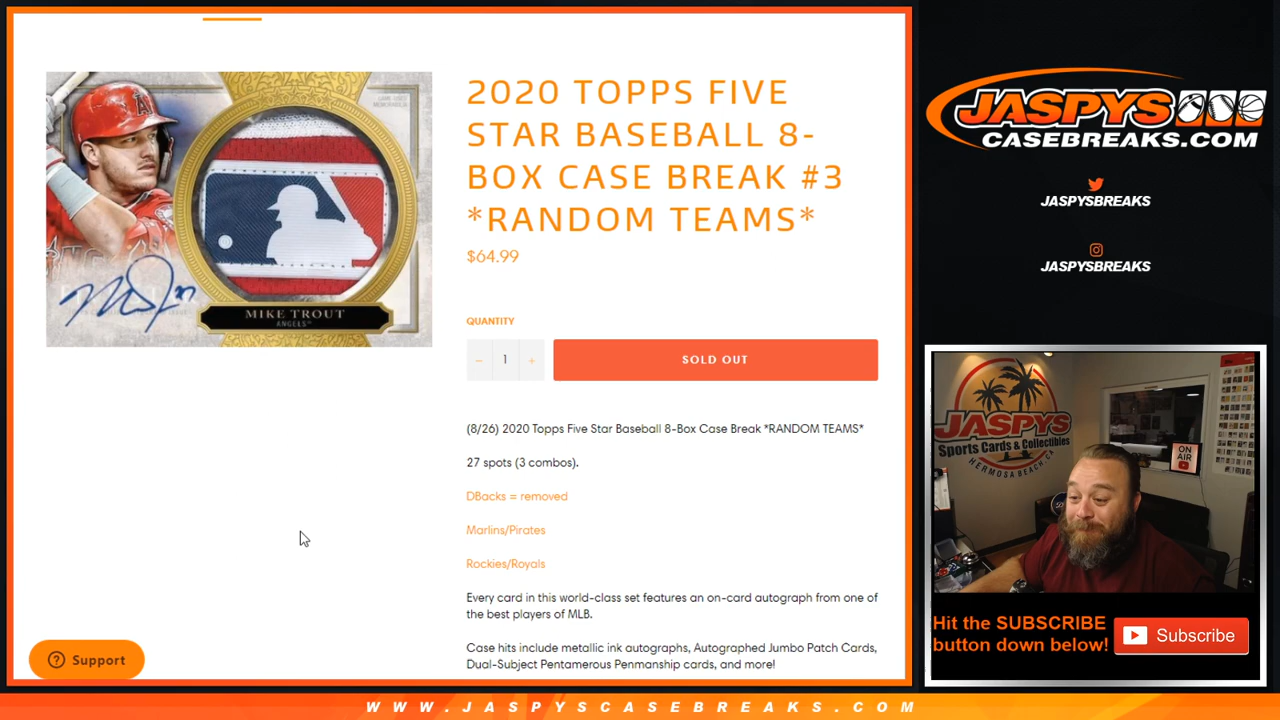 2020 TOPPS FIVE
STAR BASEBALL 8-
BOX CASE BREAK #3
*RANDOM TEAMS*
$64.99
QUANTITY
− 1 +
SOLD OUT
(8/26) 2020 Topps Five Star Baseball 8-Box Case Break *RANDOM TEAMS*
27 spots (3 combos).
DBacks = removed
Marlins/Pirates
Rockies/Royals
Every card in this world-class set features an on-card autograph from one of
the best players of MLB.
Case hits include metallic ink autographs, Autographed Jumbo Patch Cards,
Dual-Subject Pentamerous Penmanship cards, and more!
MIKE TROUT
ANGELS™
Support
JASPYS
CASEBREAKS.COM
JASPYSBREAKS
JASPYSBREAKS
JASPYS
Sports Cards & Collectibles
HERMOSA BEACH, CA
ON
AIR
Hit the SUBSCRIBE
button down below!
Subscribe
WWW.JASPYSCASEBREAKS.COM